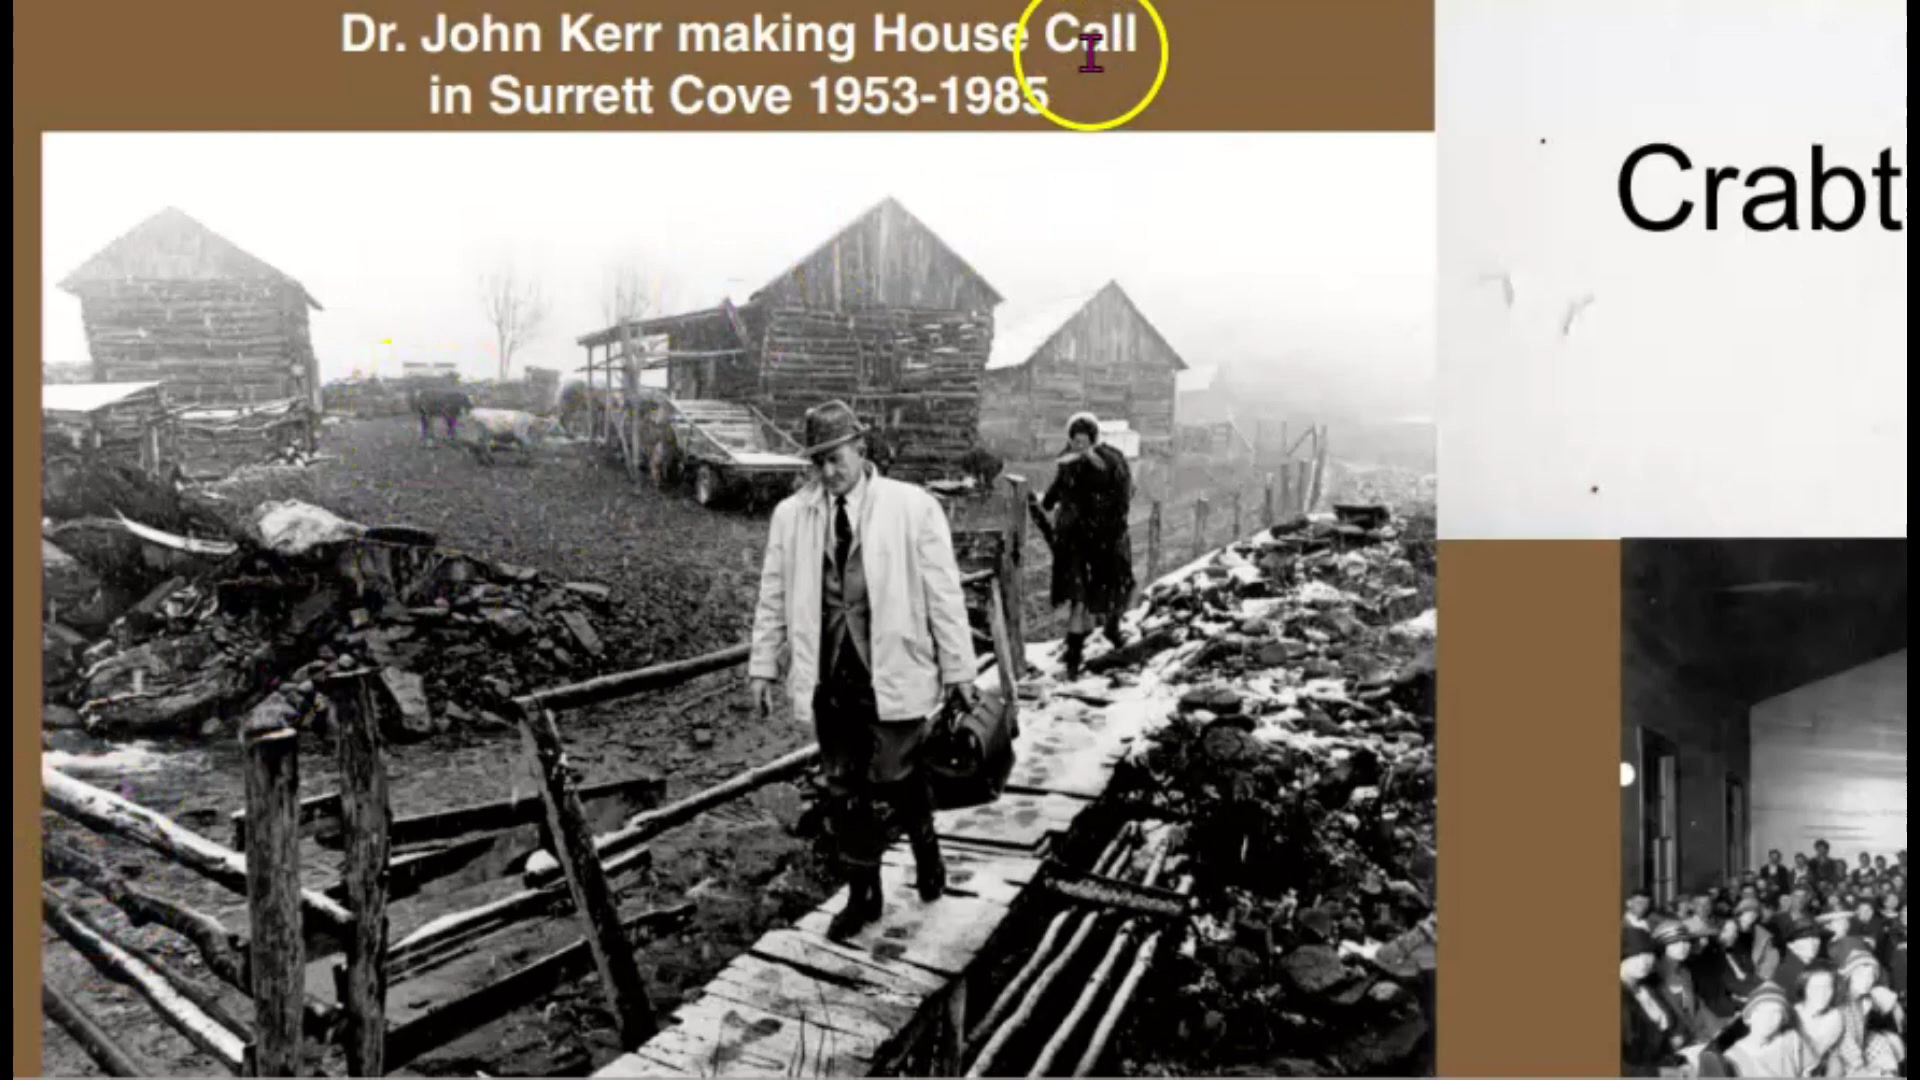 Dr. John Kerr making House Call
in Surrett Cove 1953-1985
Crabt